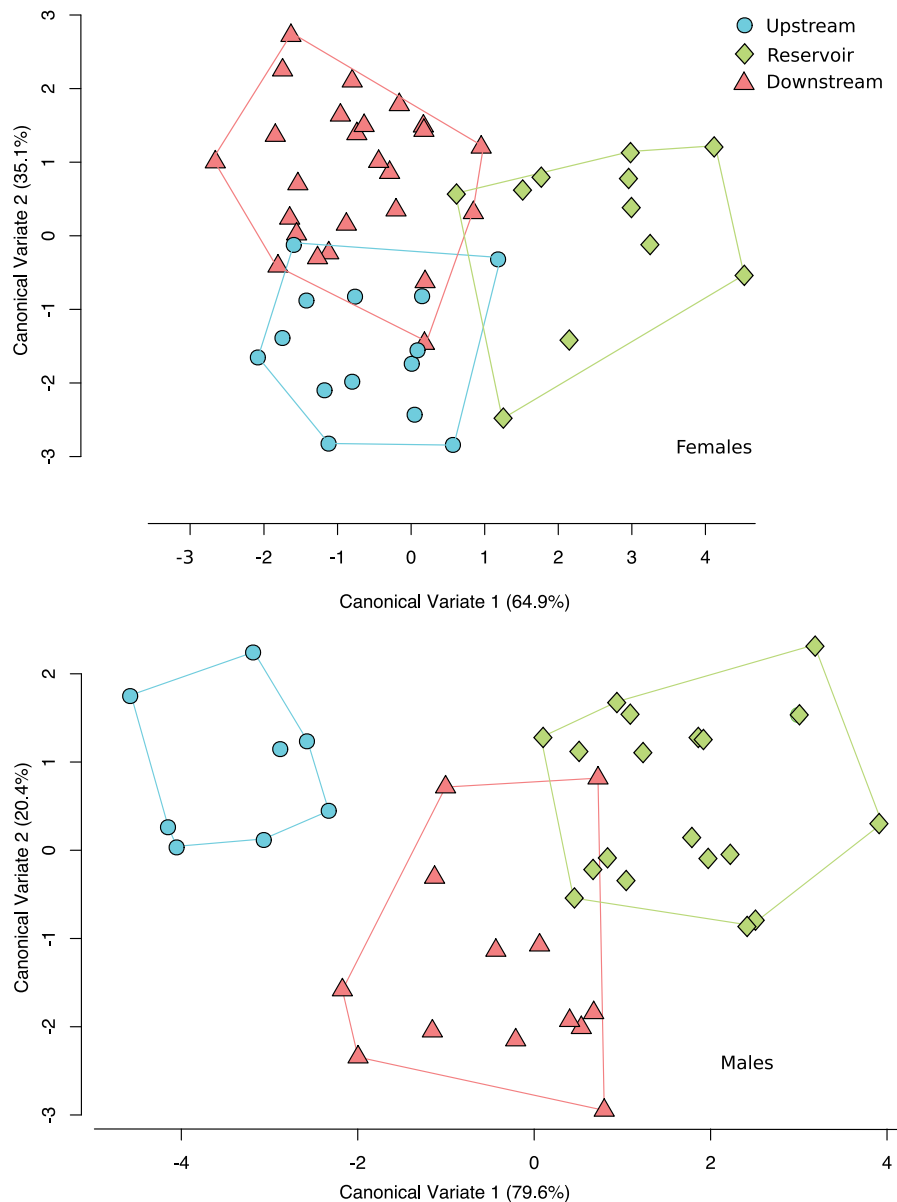 Upstream
Reservoir
Downstream
3
2
1
0
-1
-2
-3
Canonical Variate 2 (35.1%)
Females
-3 -2 -1 0 1 2 3 4
Canonical Variate 1 (64.9%)
2
1
0
-1
-2
-3
Canonical Variate 2 (20.4%)
Males
-4 -2 0 2 4
Canonical Variate 1 (79.6%)